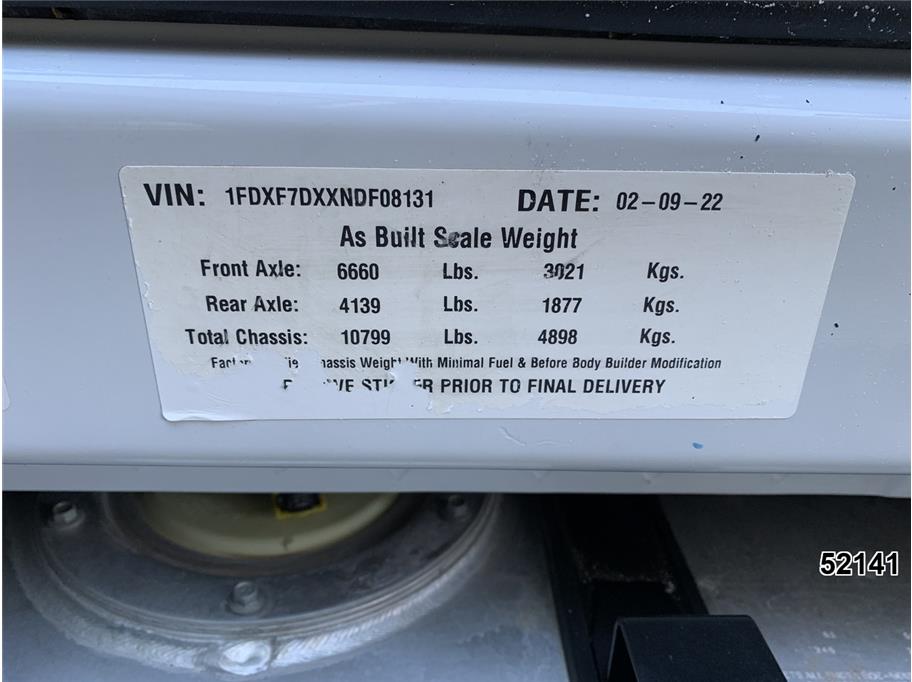 VIN: 1FDXF7DXXNDF08131 DATE: 02-09-22
As Built Scale Weight
Front Axle: 6660 Lbs. 3021 Kgs.
Rear Axle: 4139 Lbs. 1877 Kgs.
Total Chassis: 10799 Lbs. 4898 Kgs.
Weight With Minimal Fuel & Before Body Builder Modification
PRIOR TO FINAL DELIVERY
52141